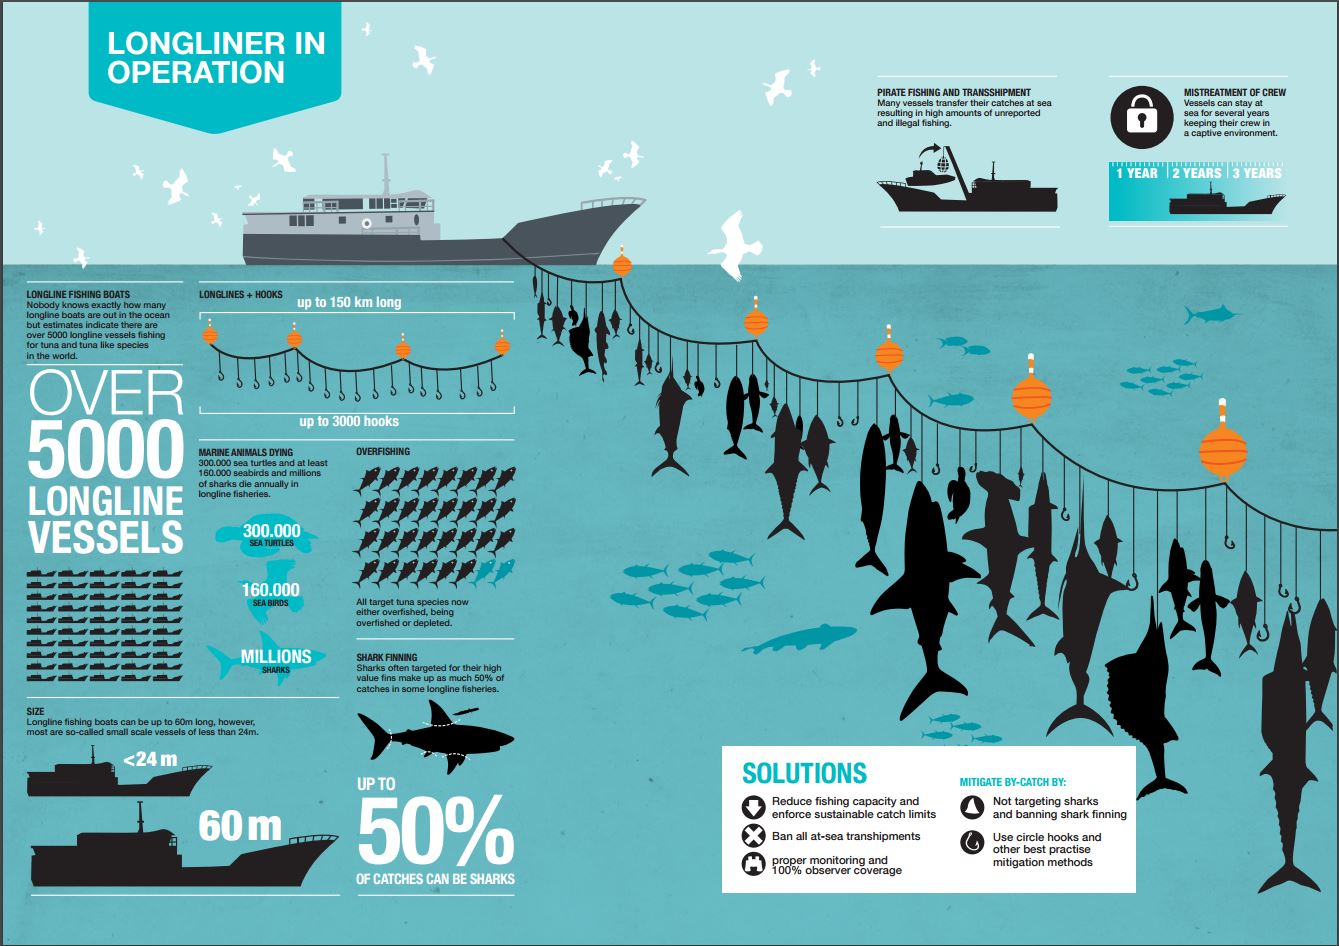 LONGLINER IN
OPERATION
PIRATE FISHING AND TRANSSHIPMENT
Many vessels transfer their catches at sea
resulting in high amounts of unreported
and illegal fishing.
MISTREATMENT OF CREW
Vessels can stay at
sea for several years
keeping their crew in
a captive environment.
1 YEAR
2 YEARS
3 YEARS
LONGLINE FISHING BOATS
Nobody knows exactly how many
longline boats are out in the ocean
but estimates indicate there are
over 5000 longline vessels fishing
for tuna and tuna like species
in the world.
OVER
5000
LONGLINE
VESSELS
LONGLINES + HOOKS
up to 150 km long
up to 3000 hooks
MARINE ANIMALS DYING
300.000 sea turtles and at least
160.000 seabirds and millions
of sharks die annually in
longline fisheries.
300.000
SEA TURTLES
160.000
SEA BIRDS
MILLIONS
SHARKS
OVERFISHING
All target tuna species now
either overfished, being
overfished or depleted.
SHARK FINNING
Sharks often targeted for their high
value fins make up as much 50% of
catches in some longline fisheries.
UP TO
50%
OF CATCHES CAN BE SHARKS
SIZE
Longline fishing boats can be up to 60m long, however,
most are so-called small scale vessels of less than 24m.
<24 m
60 m
SOLUTIONS
Reduce fishing capacity and
enforce sustainable catch limits
Ban all at-sea transhipments
proper monitoring and
100% observer coverage
MITIGATE BY-CATCH BY:
Not targeting sharks
and banning shark finning
Use circle hooks and
other best practise
mitigation methods